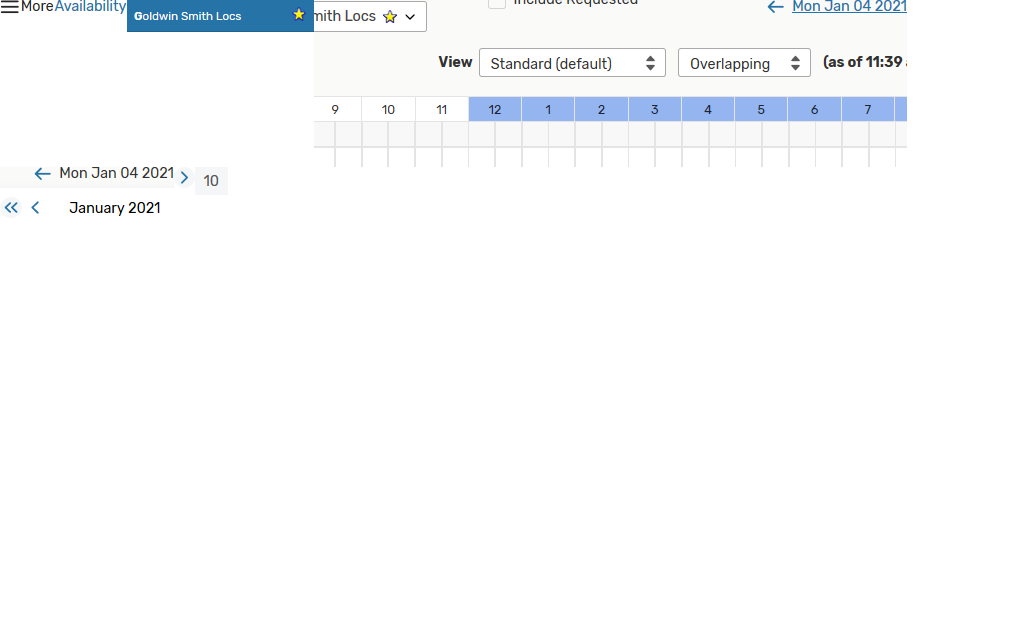 More Availability Goldwin Smith Locs mith Locs Include Requested Mon Jan 04 2021
View Standard (default) Overlapping (as of 11:39
9 10 11 12 1 2 3 4 5 6 7
Mon Jan 04 2021 10
January 2021